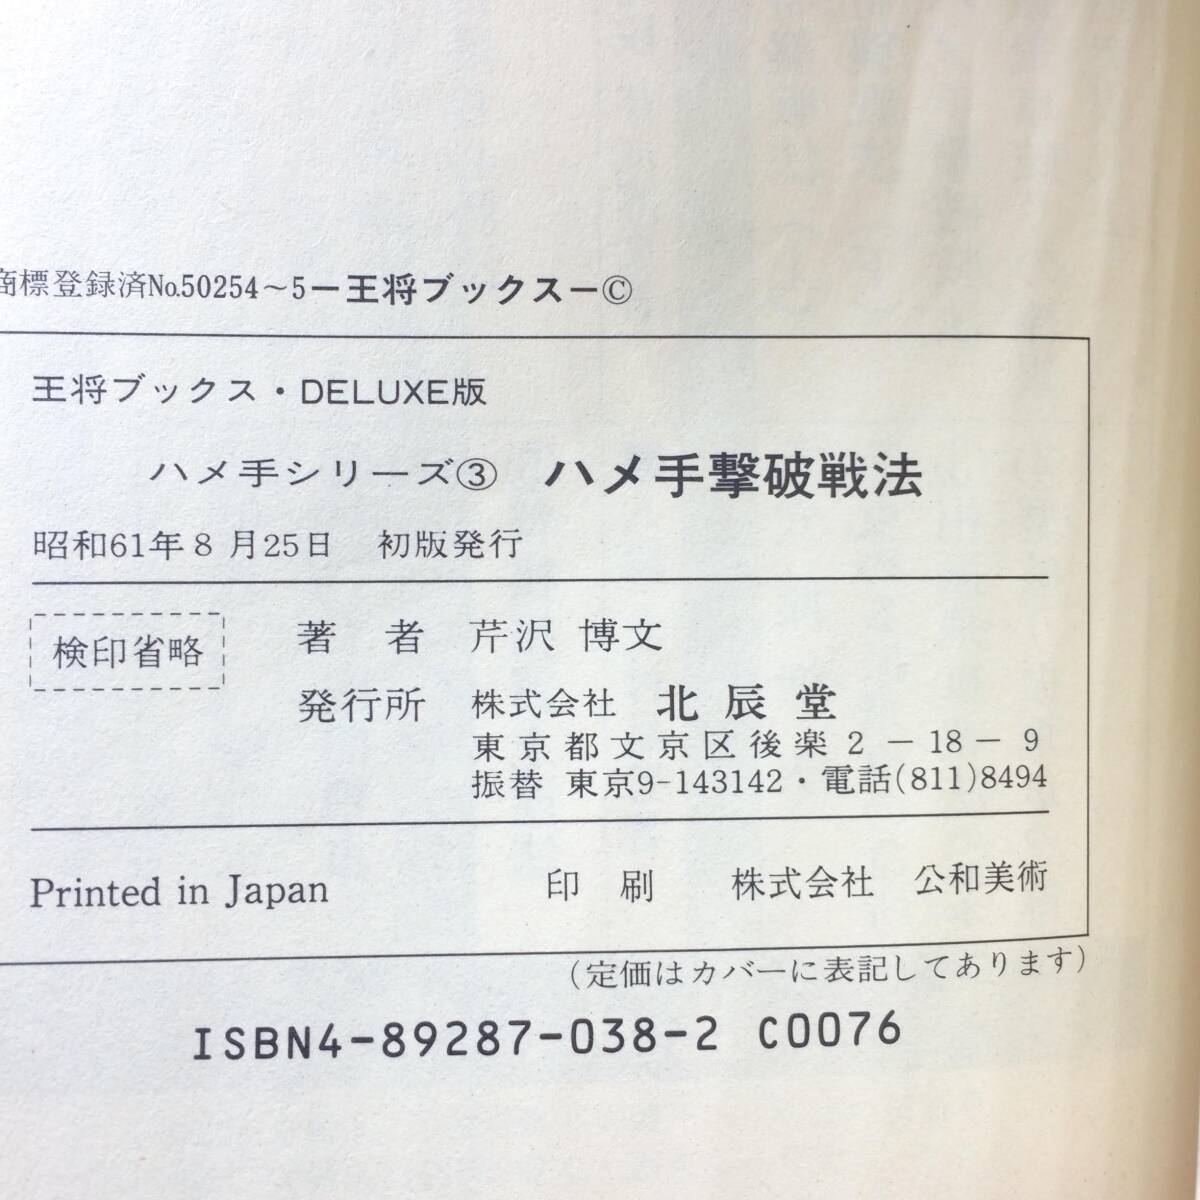 商標登録済No.50254～5ー王将ブックスー©
王将ブックス・DELUXE版
ハメ手シリーズ③ ハメ手撃破戦法
昭和61年8月25日 初版発行
検印省略
著者 芹沢 博文
発行所 株式会社 北辰堂
東京都文京区後楽2-18-9
振替 東京9-143142・電話(811)8494
Printed in Japan 印刷 株式会社 公和美術
(定価はカバーに表記してあります)
ISBN4-89287-038-2 C0076